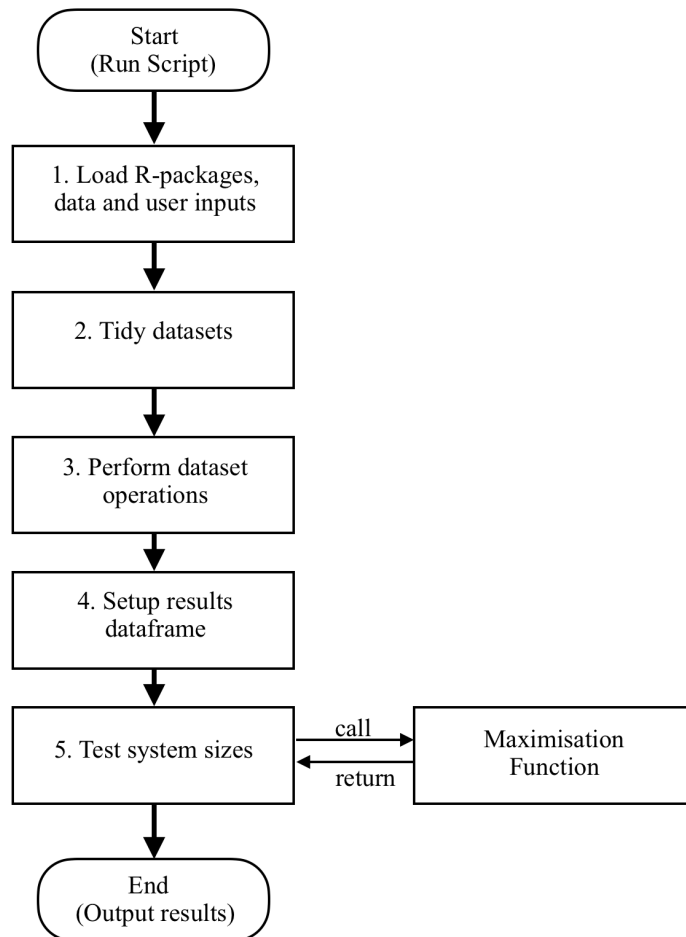 Start
(Run Script)
1. Load R-packages,
data and user inputs
2. Tidy datasets
3. Perform dataset
operations
4. Setup results
dataframe
5. Test system sizes
call
return
Maximisation
Function
End
(Output results)